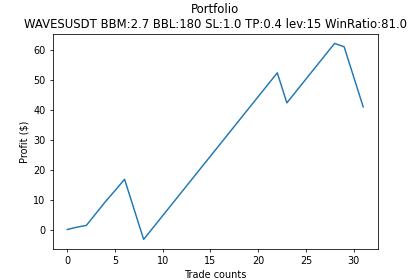 Portfolio
WAVESUSDT BBM:2.7 BBL:180 SL:1.0 TP:0.4 lev:15 WinRatio:81.0
60
50
40
30
20
10
0
Profit ($)
0 5 10 15 20 25 30
Trade counts